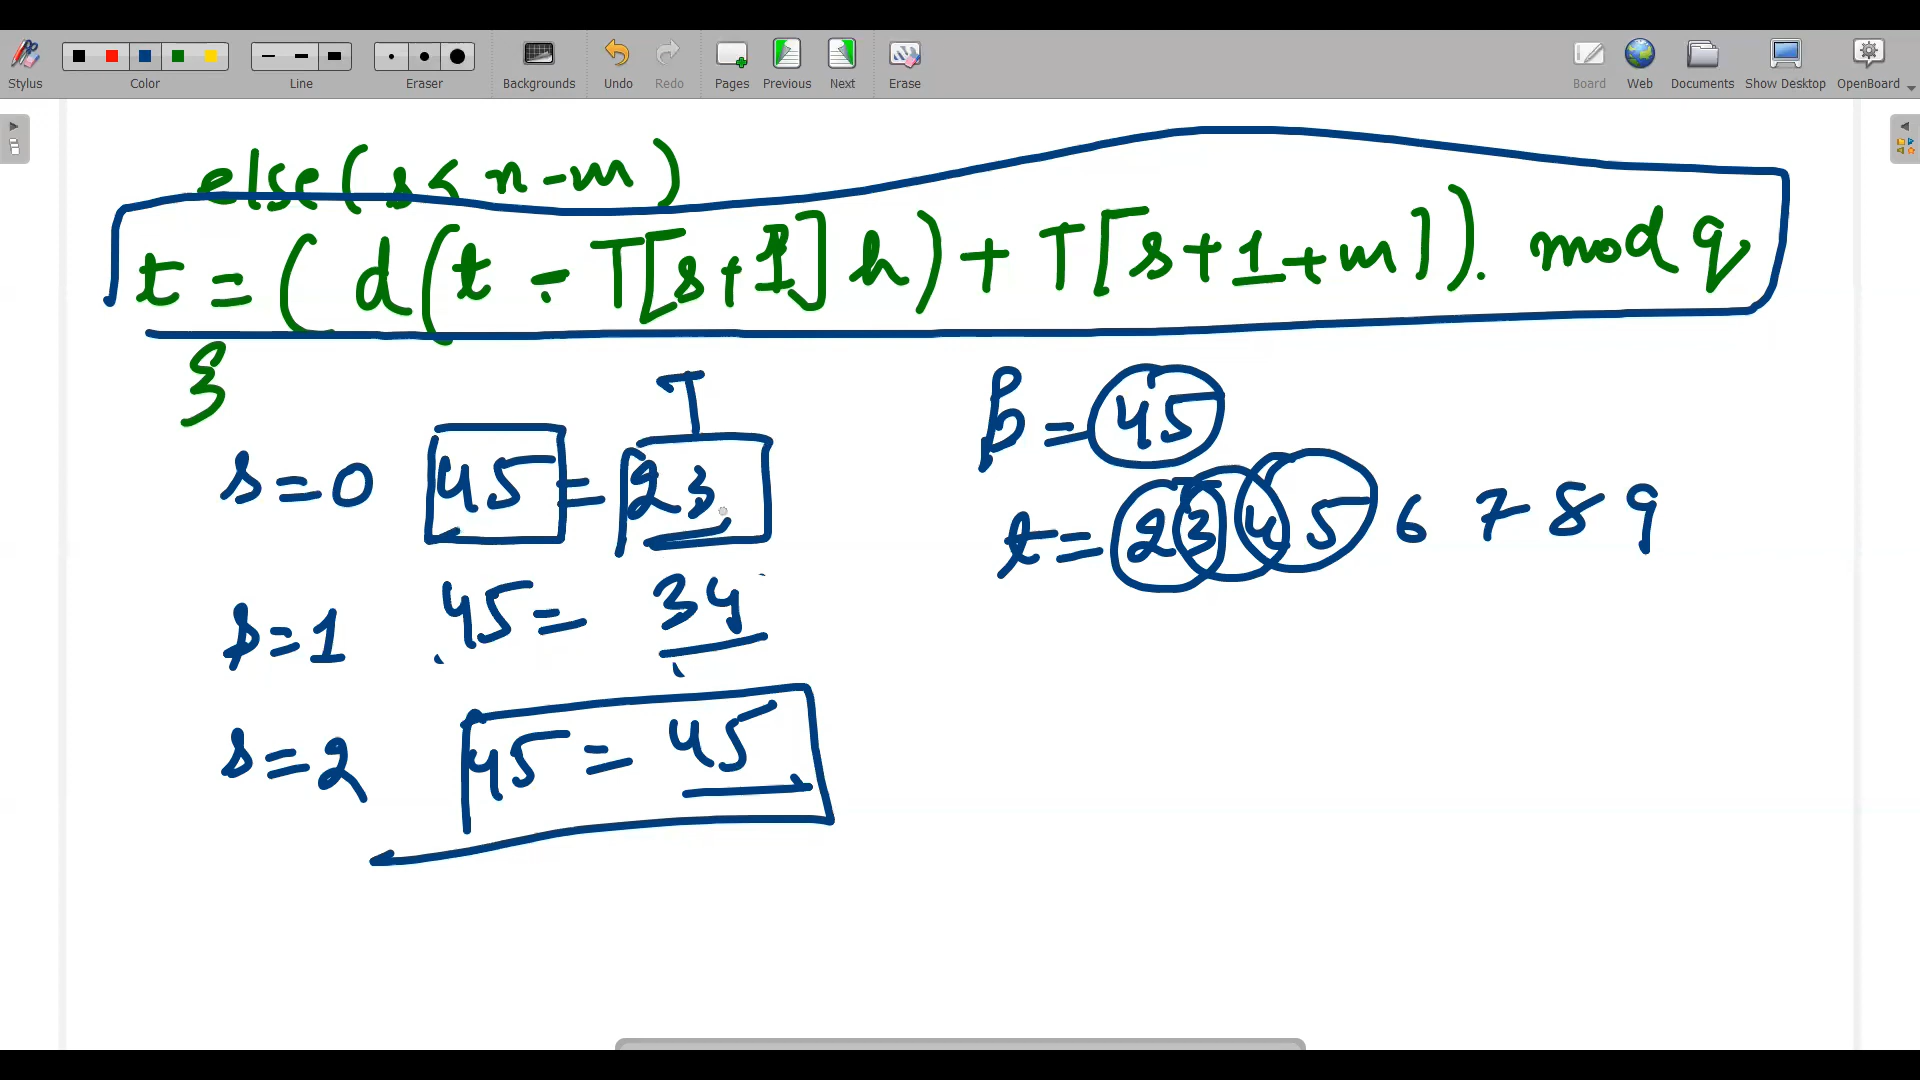 Stylus Color Line Eraser Backgrounds Undo Redo Pages Previous Next Erase Board Web Documents Show Desktop OpenBoard
else( s < n-m )
t = ( d(t - T[s+1] h) + T[s+1+m] ). mod q
}
T
s=0 45 = 23
s=1 45 = 34
s=2 45 = 45
p = 45
t = 2 3 4 5 6 7 8 9